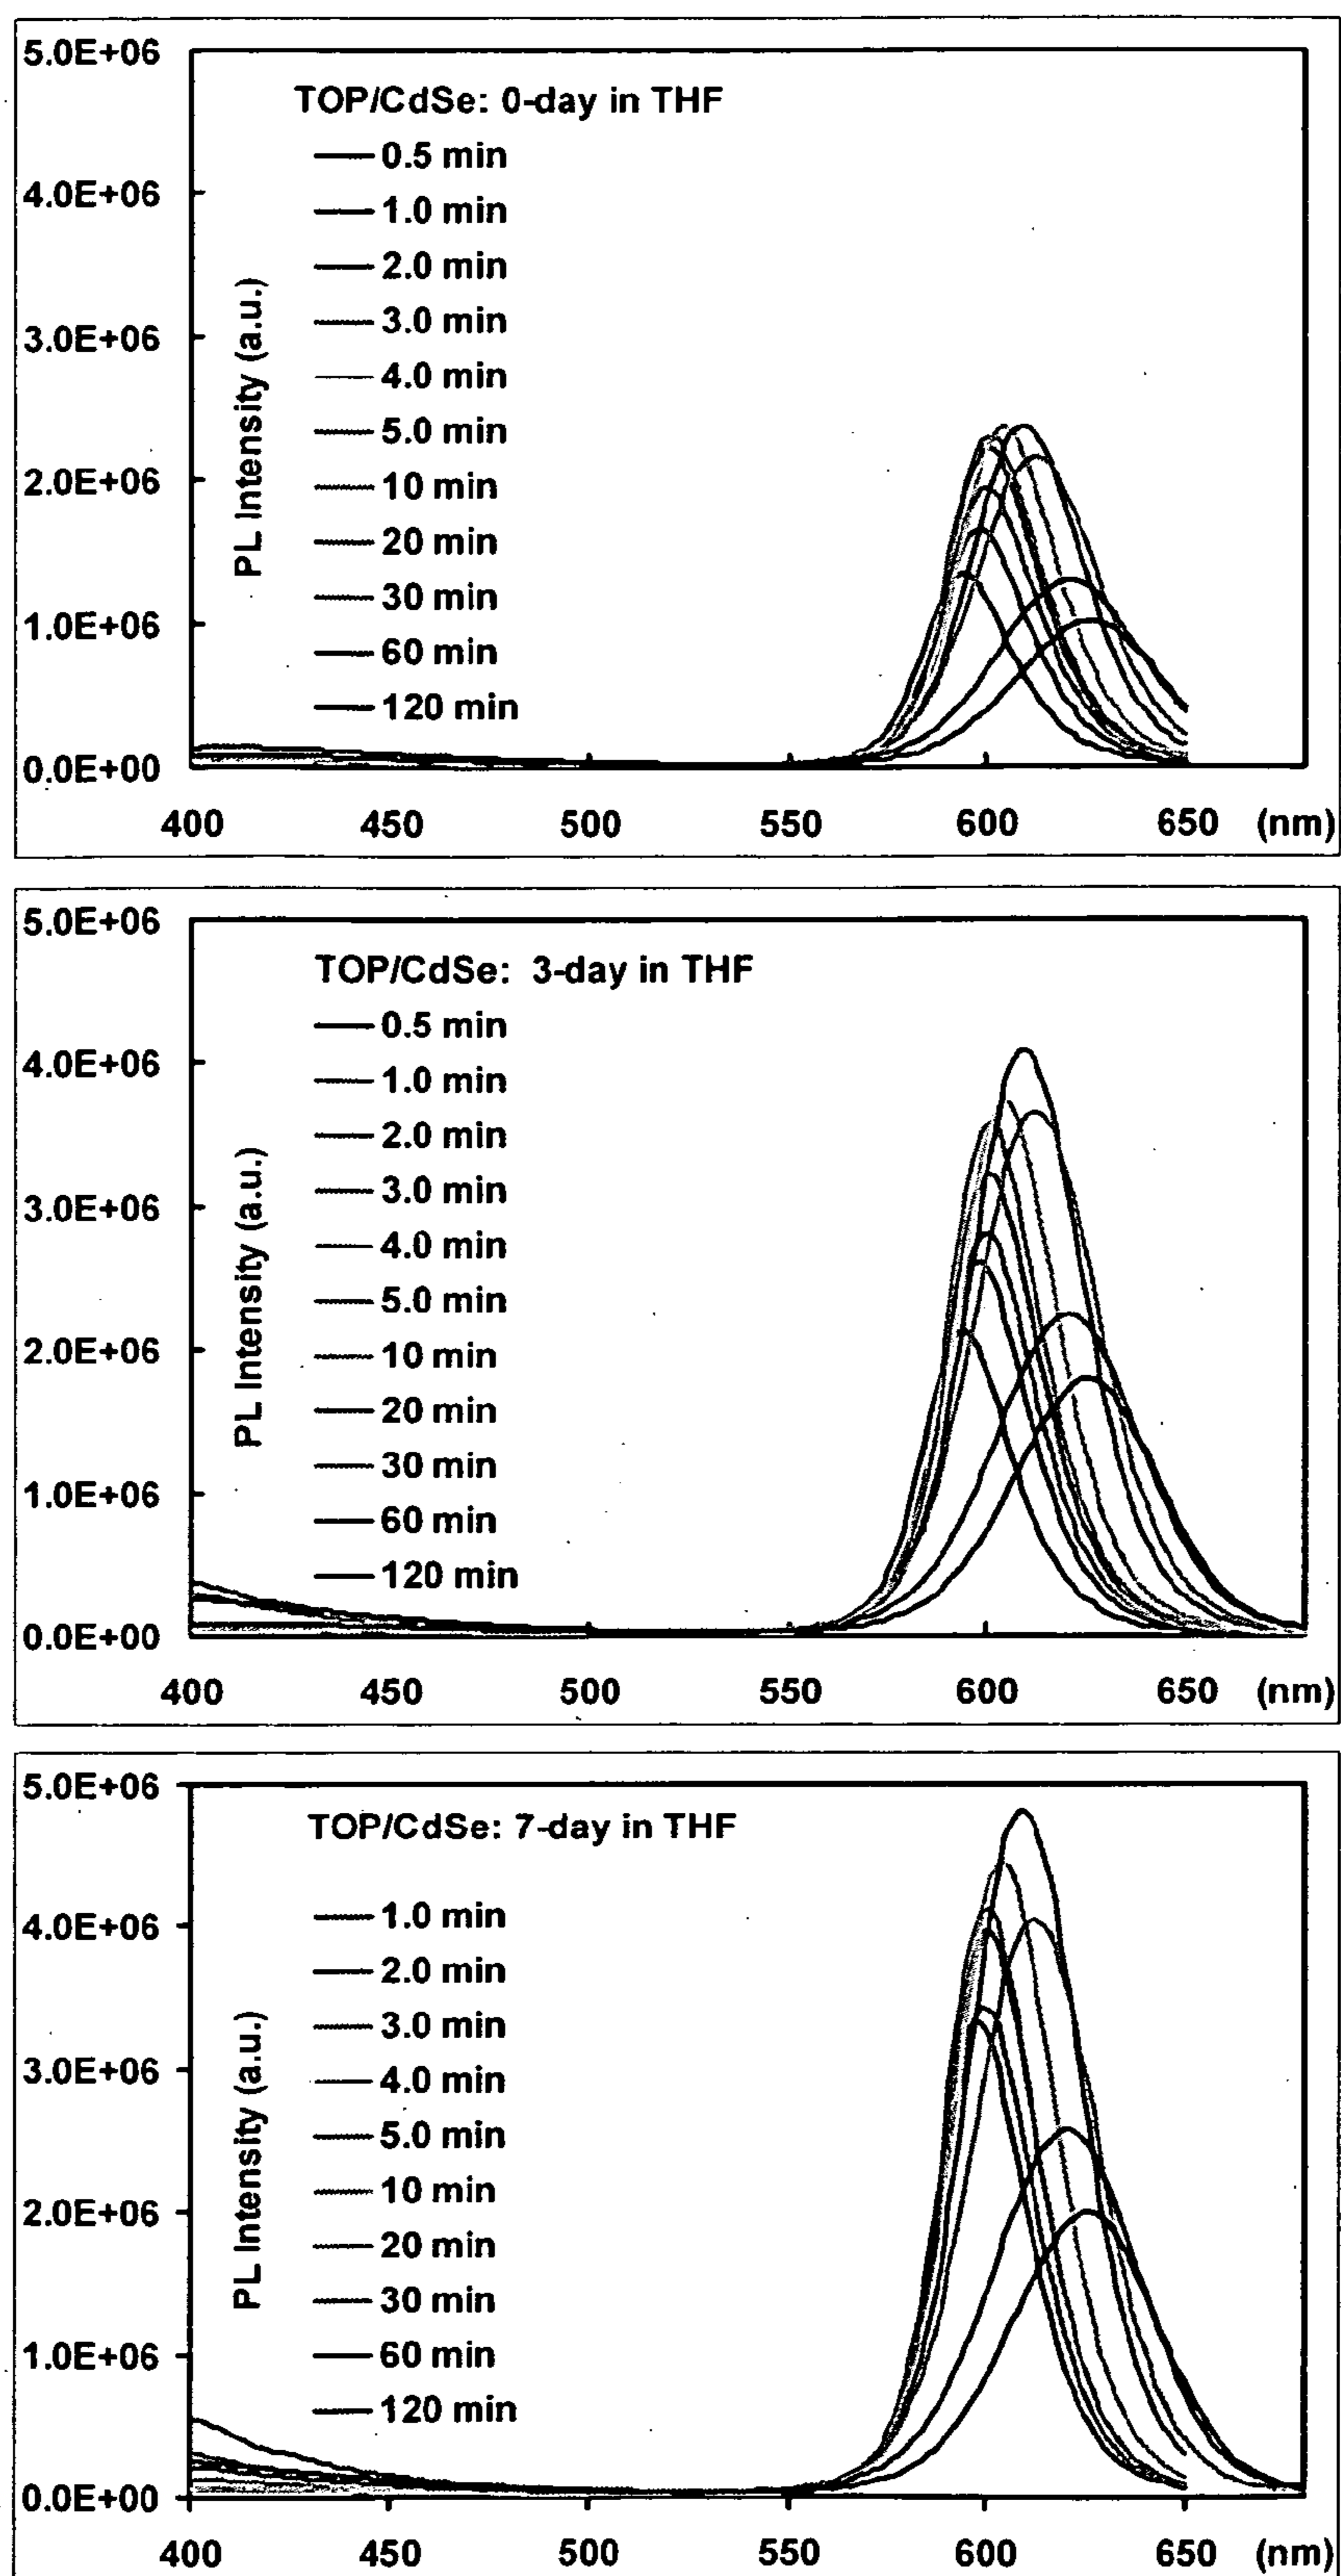 5.0E+06
4.0E+06
3.0E+06
2.0E+06
1.0E+06
0.0E+00
PL Intensity (a.u.)
TOP/CdSe: 0-day in THF
0.5 min
1.0 min
2.0 min
3.0 min
4.0 min
5.0 min
10 min
20 min
30 min
60 min
120 min
400 450 500 550 600 650 (nm)
5.0E+06
4.0E+06
3.0E+06
2.0E+06
1.0E+06
0.0E+00
PL Intensity (a.u.)
TOP/CdSe: 3-day in THF
0.5 min
1.0 min
2.0 min
3.0 min
4.0 min
5.0 min
10 min
20 min
30 min
60 min
120 min
400 450 500 550 600 650 (nm)
5.0E+06
4.0E+06
3.0E+06
2.0E+06
1.0E+06
0.0E+00
PL Intensity (a.u.)
TOP/CdSe: 7-day in THF
1.0 min
2.0 min
3.0 min
4.0 min
5.0 min
10 min
20 min
30 min
60 min
120 min
400 450 500 550 600 650 (nm)